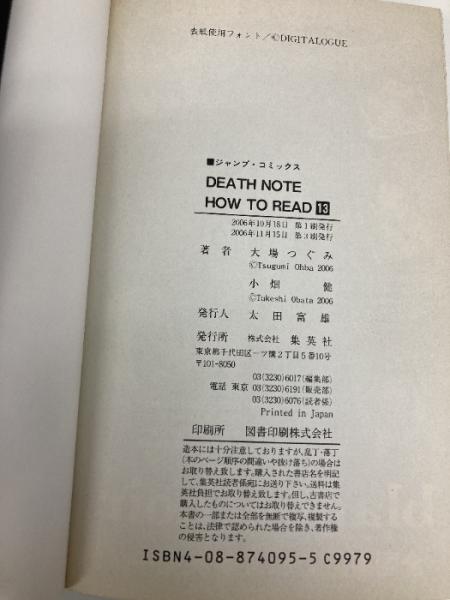 表紙使用フォント/©DIGITALOGUE
■ジャンプ・コミックス
DEATH NOTE
HOW TO READ 13
2006年10月18日 第1刷発行
2006年11月15日 第3刷発行
著者 大場つぐみ
©Tsugumi Ohba 2006
小畑 健
©Takeshi Obata 2006
発行人 太田富雄
発行所 株式会社 集英社
東京都千代田区一ツ橋2丁目5番10号
〒101-8050
03(3230)6017(編集部)
電話 東京 03(3230)6191(販売部)
03(3230)6076(読者係)
Printed in Japan
印刷所 図書印刷株式会社
造本には十分注意しておりますが、乱丁・落丁
(本のページ順序の間違いや抜け落ち)の場合は
お取り替え致します。購入された書店名を明記
して、集英社読者係宛にお送り下さい。送料は集
英社負担でお取り替え致します。但し、古書店で
購入したものについてはお取り替え出来ません。
本書の一部または全部を無断で複写、複製する
ことは、法律で認められた場合を除き、著作権
の侵害となります。
ISBN4-08-874095-5 C9979